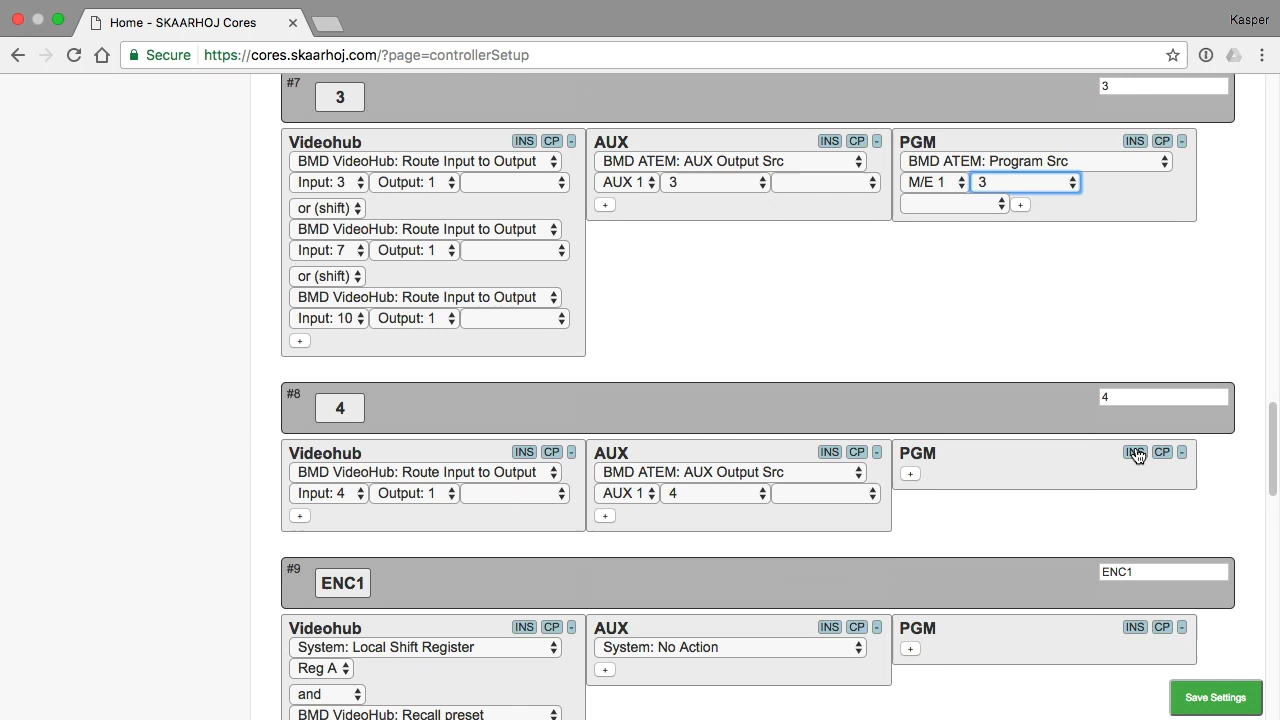 Home - SKAARHOJ Cores
Kasper
Secure https://cores.skaarhoj.com/?page=controllerSetup
#7 3 3
Videohub INS CP - AUX INS CP - PGM INS CP -
BMD VideoHub: Route Input to Output BMD ATEM: AUX Output Src BMD ATEM: Program Src
Input: 3 Output: 1 AUX 1 3 M/E 1 3
or (shift) + +
BMD VideoHub: Route Input to Output
Input: 7 Output: 1
or (shift)
BMD VideoHub: Route Input to Output
Input: 10 Output: 1
+
#8 4 4
Videohub INS CP - AUX INS CP - PGM INS CP -
BMD VideoHub: Route Input to Output BMD ATEM: AUX Output Src +
Input: 4 Output: 1 AUX 1 4
+ +
#9 ENC1 ENC1
Videohub INS CP - AUX INS CP - PGM INS CP -
System: Local Shift Register System: No Action +
Reg A +
and
BMD VideoHub: Recall preset
Save Settings